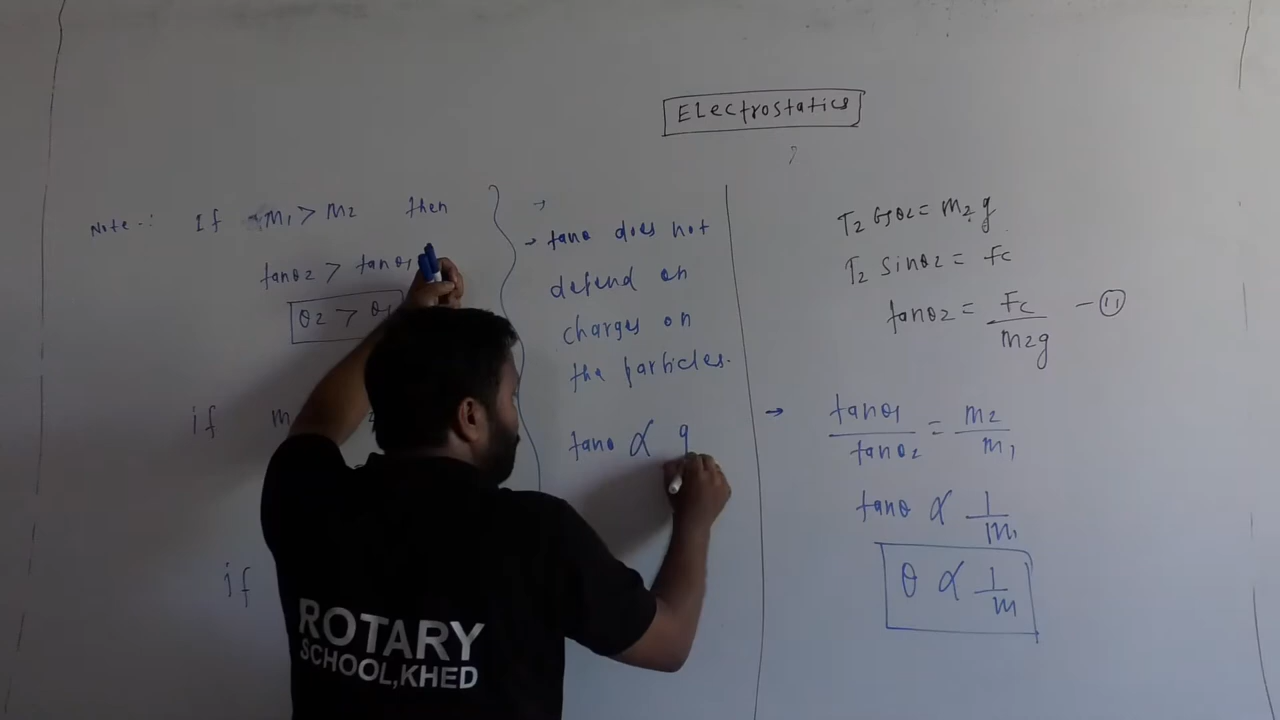 ELectrostatics
Note-: If m1 > m2 then
tanθ2 > tanθ1
θ2 > θ1
if m
if
→
→ tanθ does not
defend on
charges on
the particles.
tanθ ∝ q
T2 cosθ2 = m2 g
T2 sinθ2 = Fc
tanθ2 = Fc / m2g - (11)
→ tanθ1 / tanθ2 = m2 / m1
tanθ ∝ 1 / m1
θ ∝ 1 / m
ROTARY
SCHOOL,KHED